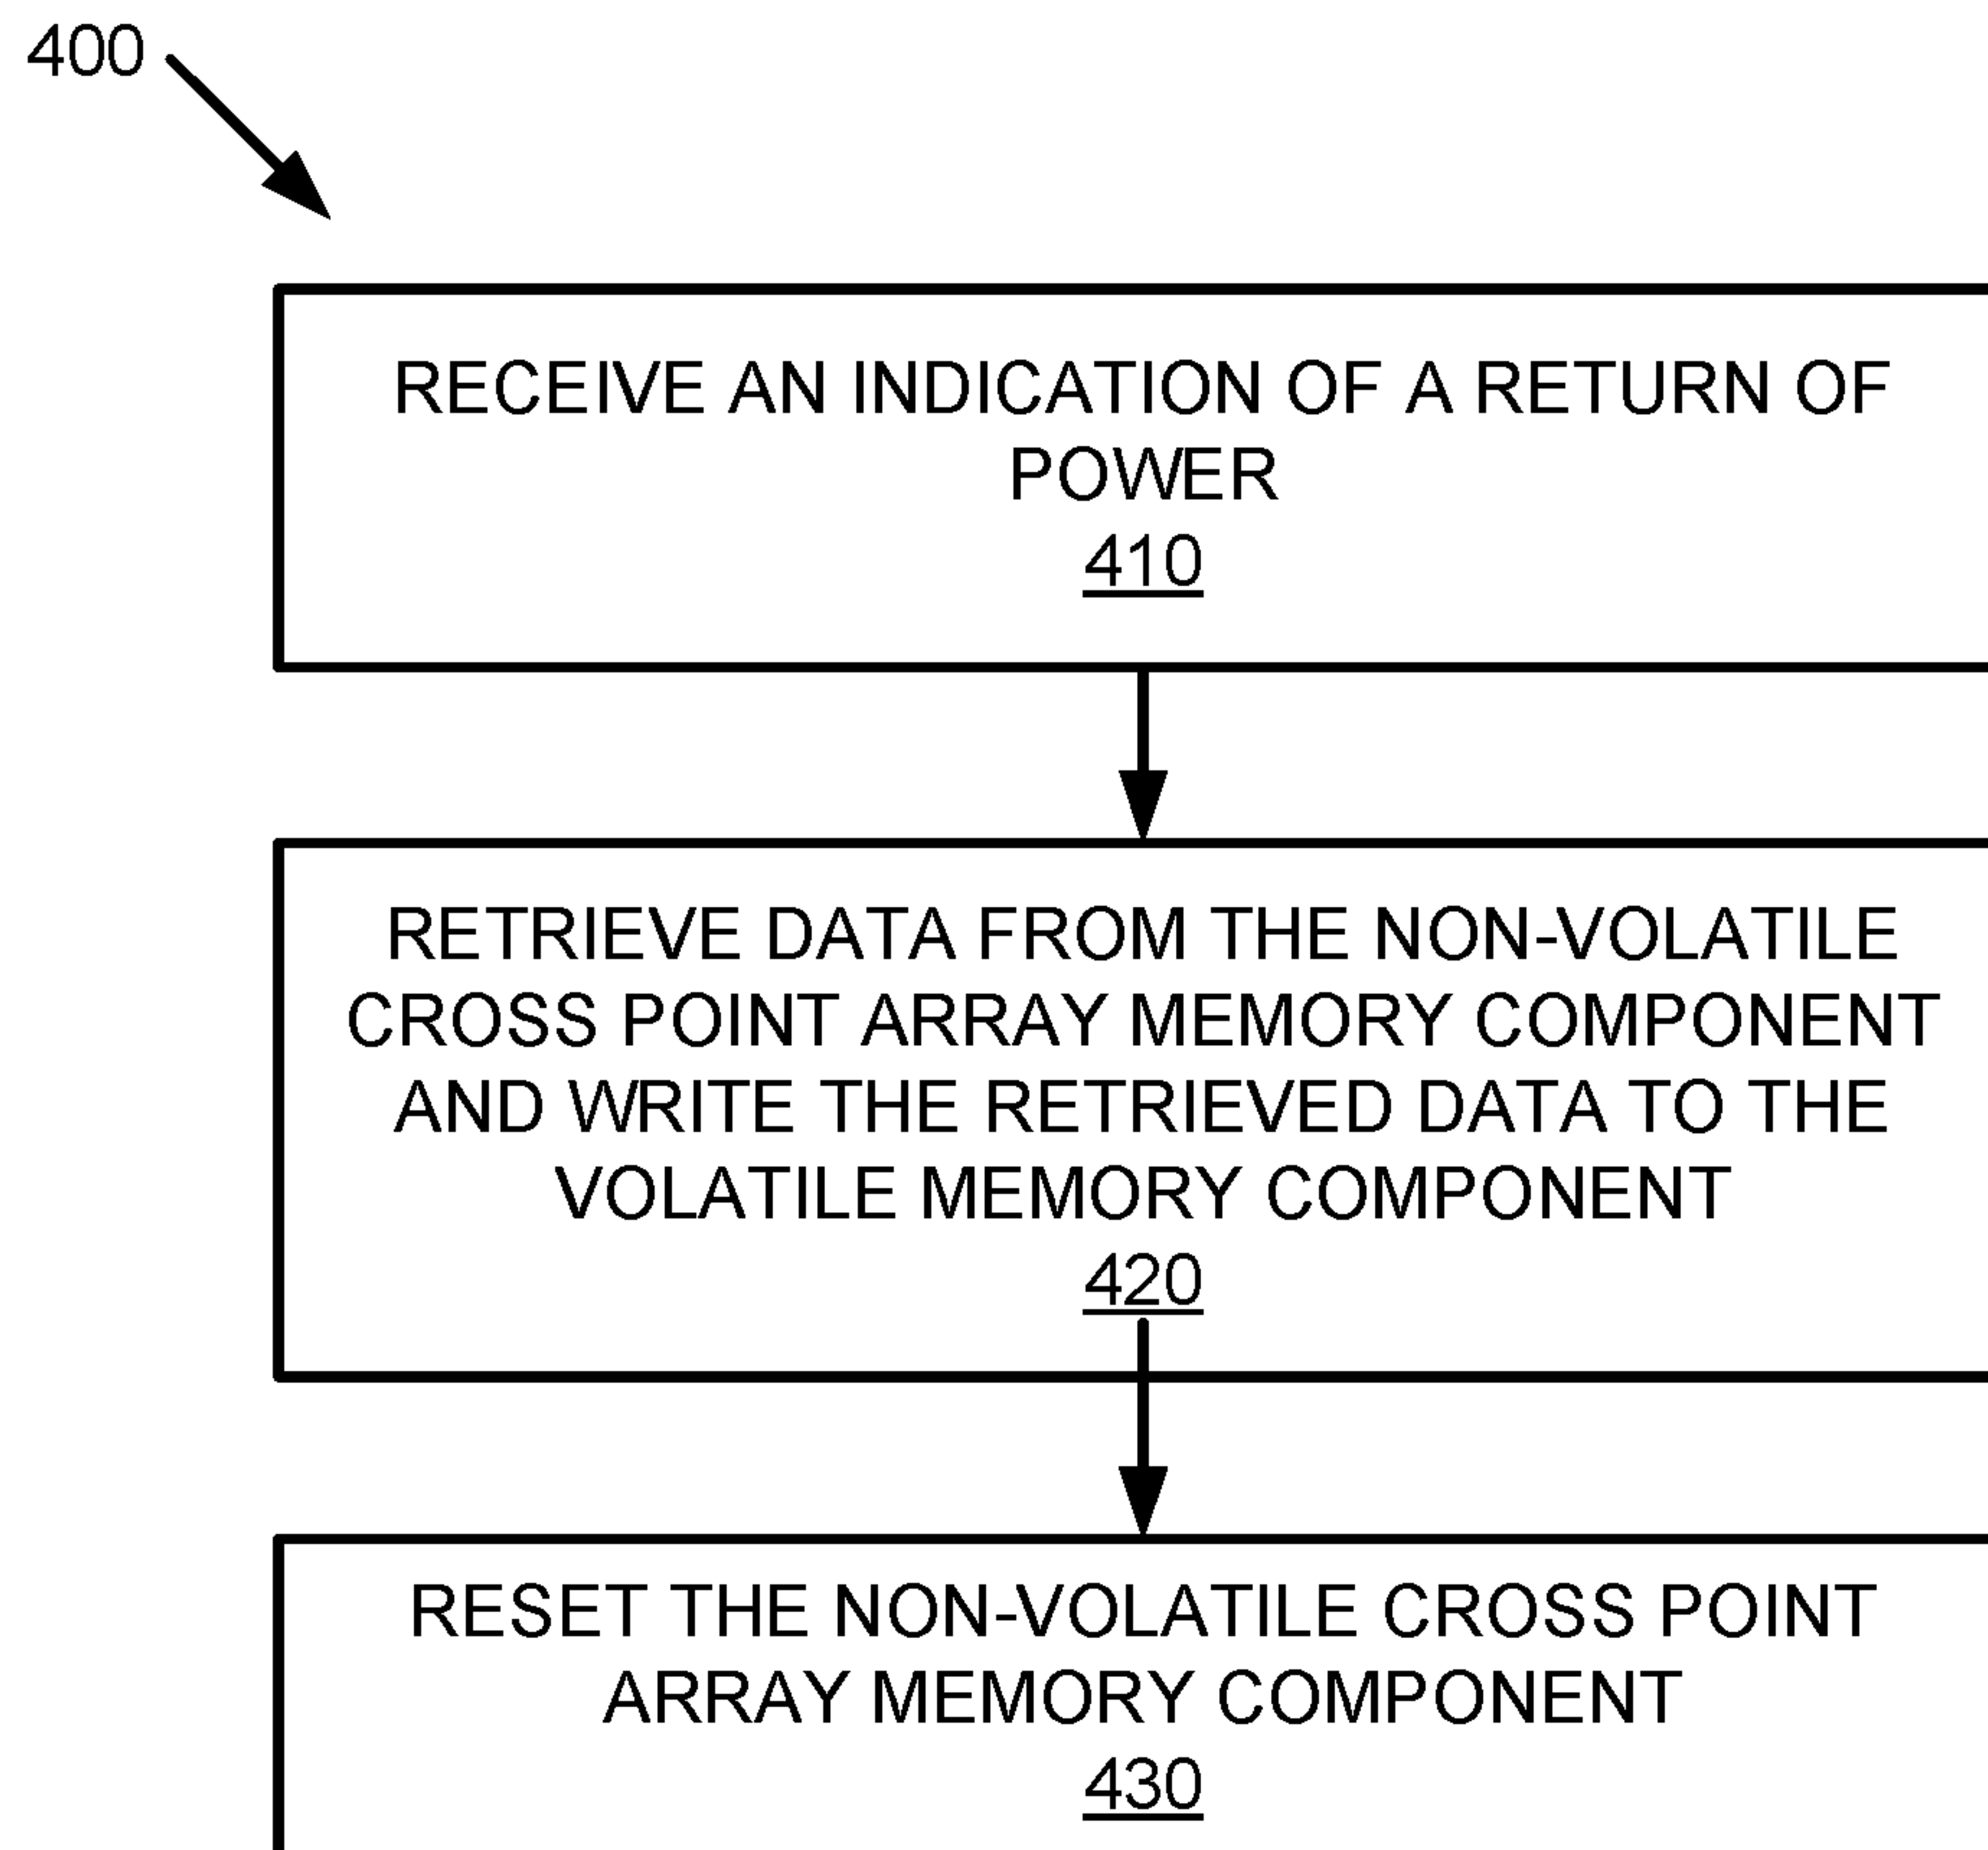 400
RECEIVE AN INDICATION OF A RETURN OF
POWER
410
RETRIEVE DATA FROM THE NON-VOLATILE
CROSS POINT ARRAY MEMORY COMPONENT
AND WRITE THE RETRIEVED DATA TO THE
VOLATILE MEMORY COMPONENT
420
RESET THE NON-VOLATILE CROSS POINT
ARRAY MEMORY COMPONENT
430